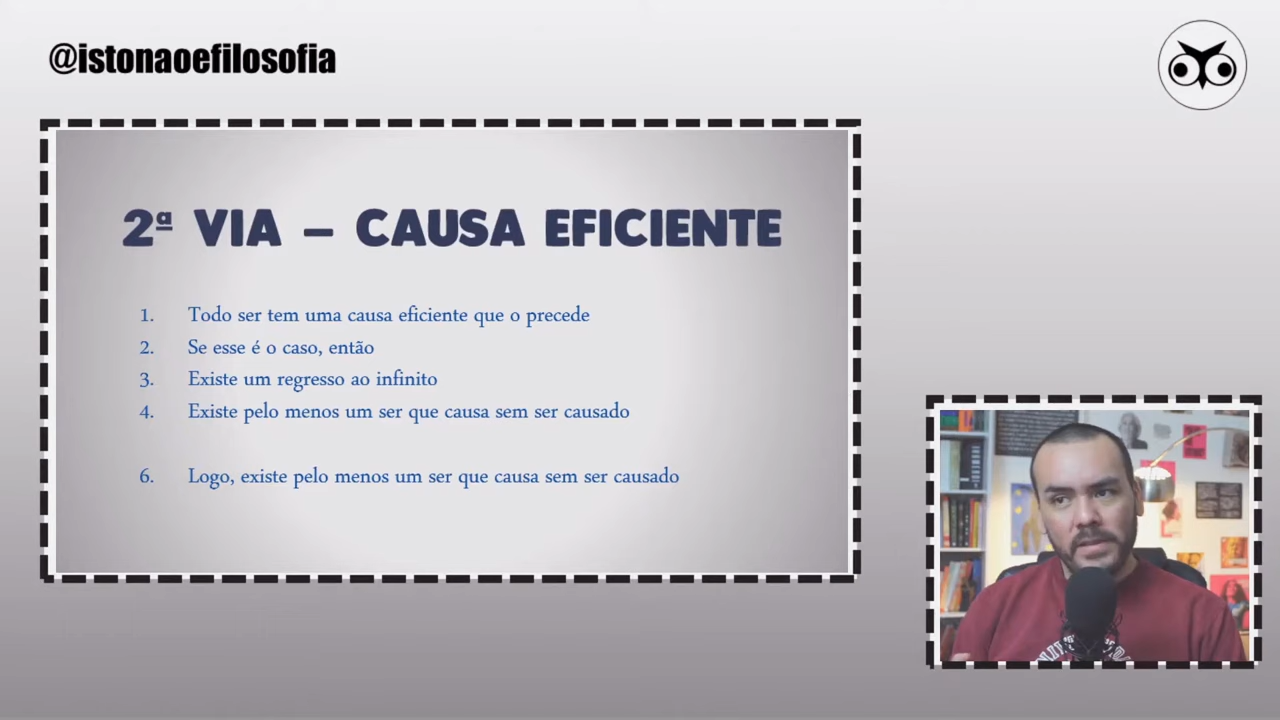 @istonaoefilosofia
2ª VIA – CAUSA EFICIENTE
1. Todo ser tem uma causa eficiente que o precede
2. Se esse é o caso, então
3. Existe um regresso ao infinito
4. Existe pelo menos um ser que causa sem ser causado
6. Logo, existe pelo menos um ser que causa sem ser causado